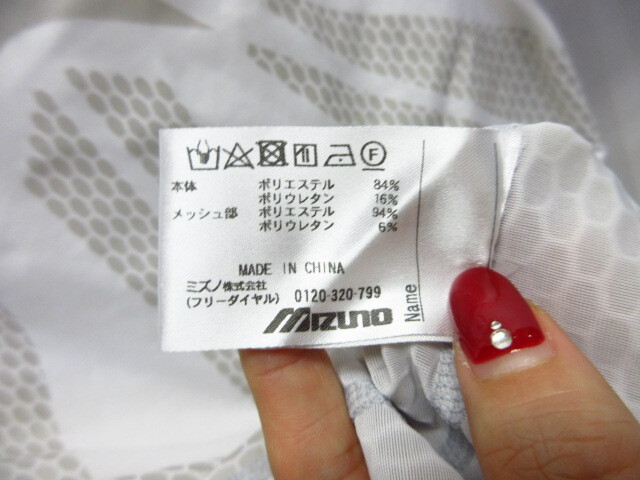 本体 ポリエステル 84%
ポリウレタン 16%
メッシュ部 ポリエステル 94%
ポリウレタン 6%
MADE IN CHINA
ミズノ株式会社
(フリーダイヤル) 0120-320-799
MIZUNO
Name
F